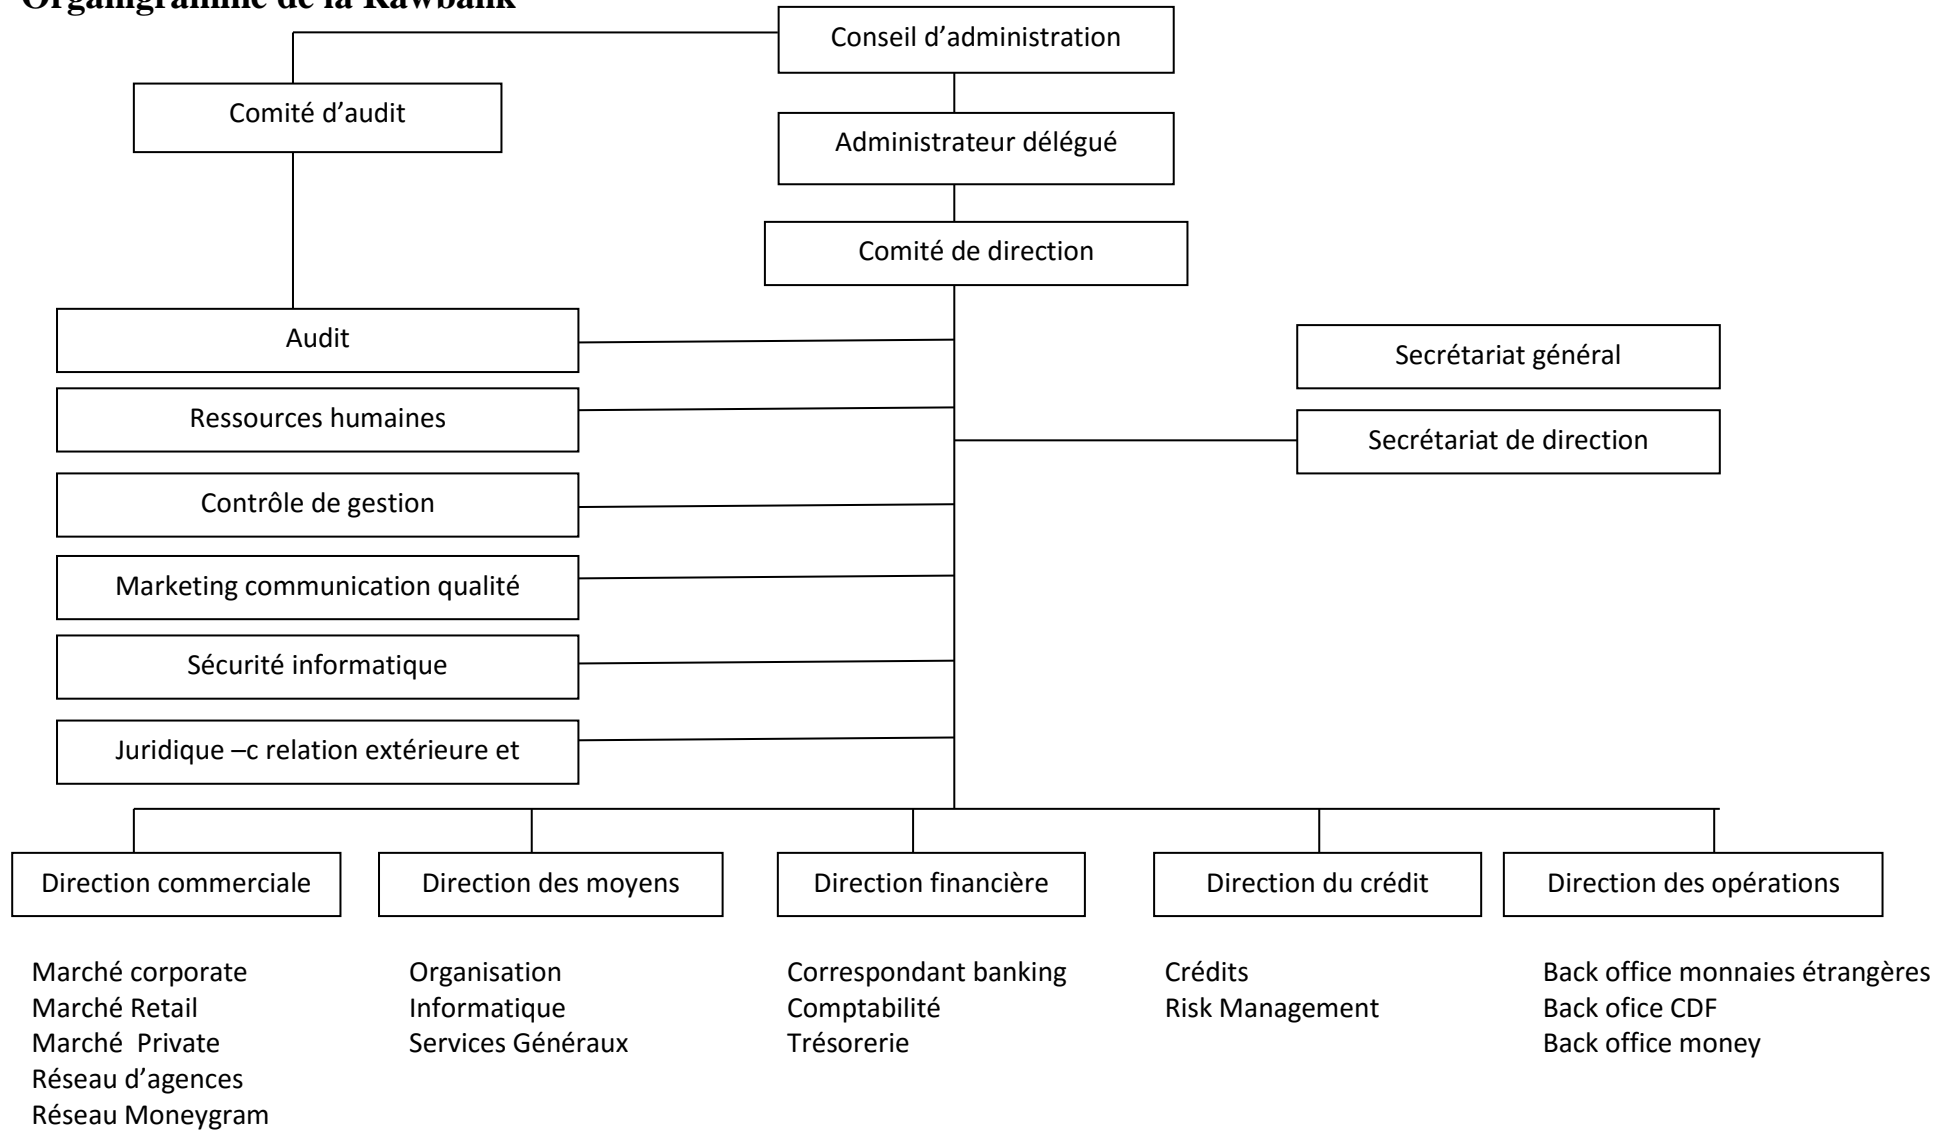 Organigramme de la Rawbank
Conseil d’administration
Comité d’audit
Administrateur délégué
Comité de direction
Audit
Secrétariat général
Ressources humaines
Secrétariat de direction
Contrôle de gestion
Marketing communication qualité
Sécurité informatique
Juridique –c relation extérieure et
Direction commerciale
Direction des moyens
Direction financière
Direction du crédit
Direction des opérations
Marché corporate
Marché Retail
Marché  Private
Réseau d’agences
Réseau Moneygram
Organisation
Informatique
Services Généraux
Correspondant banking
Comptabilité
Trésorerie
Crédits
Risk Management
Back office monnaies étrangères
Back ofice CDF
Back office money